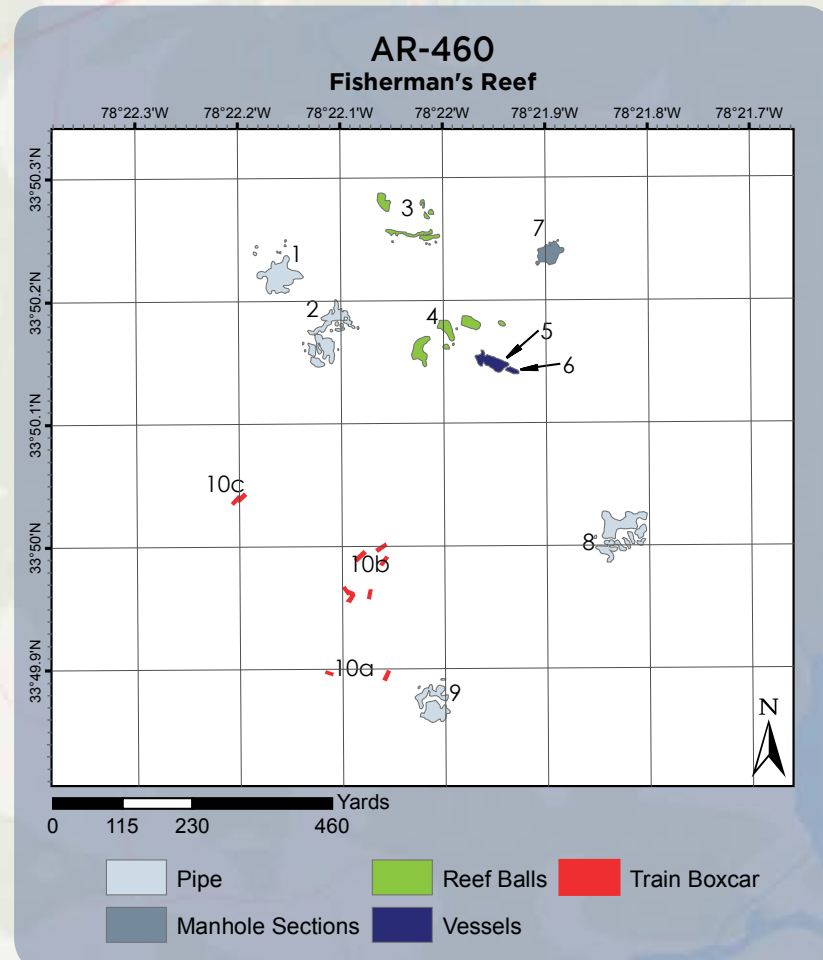 AR-460
Fisherman's Reef
78°22.3'W 78°22.2'W 78°22.1'W 78°22'W 78°21.9'W 78°21.8'W 78°21.7'W
33°50.3'N
3
7
1
33°50.2'N
2
4
5
6
33°50.1'N
10c
33°50'N
8
10b
33°49.9'N
10a
9
N
Yards
0 115 230 460
Pipe Reef Balls Train Boxcar
Manhole Sections Vessels